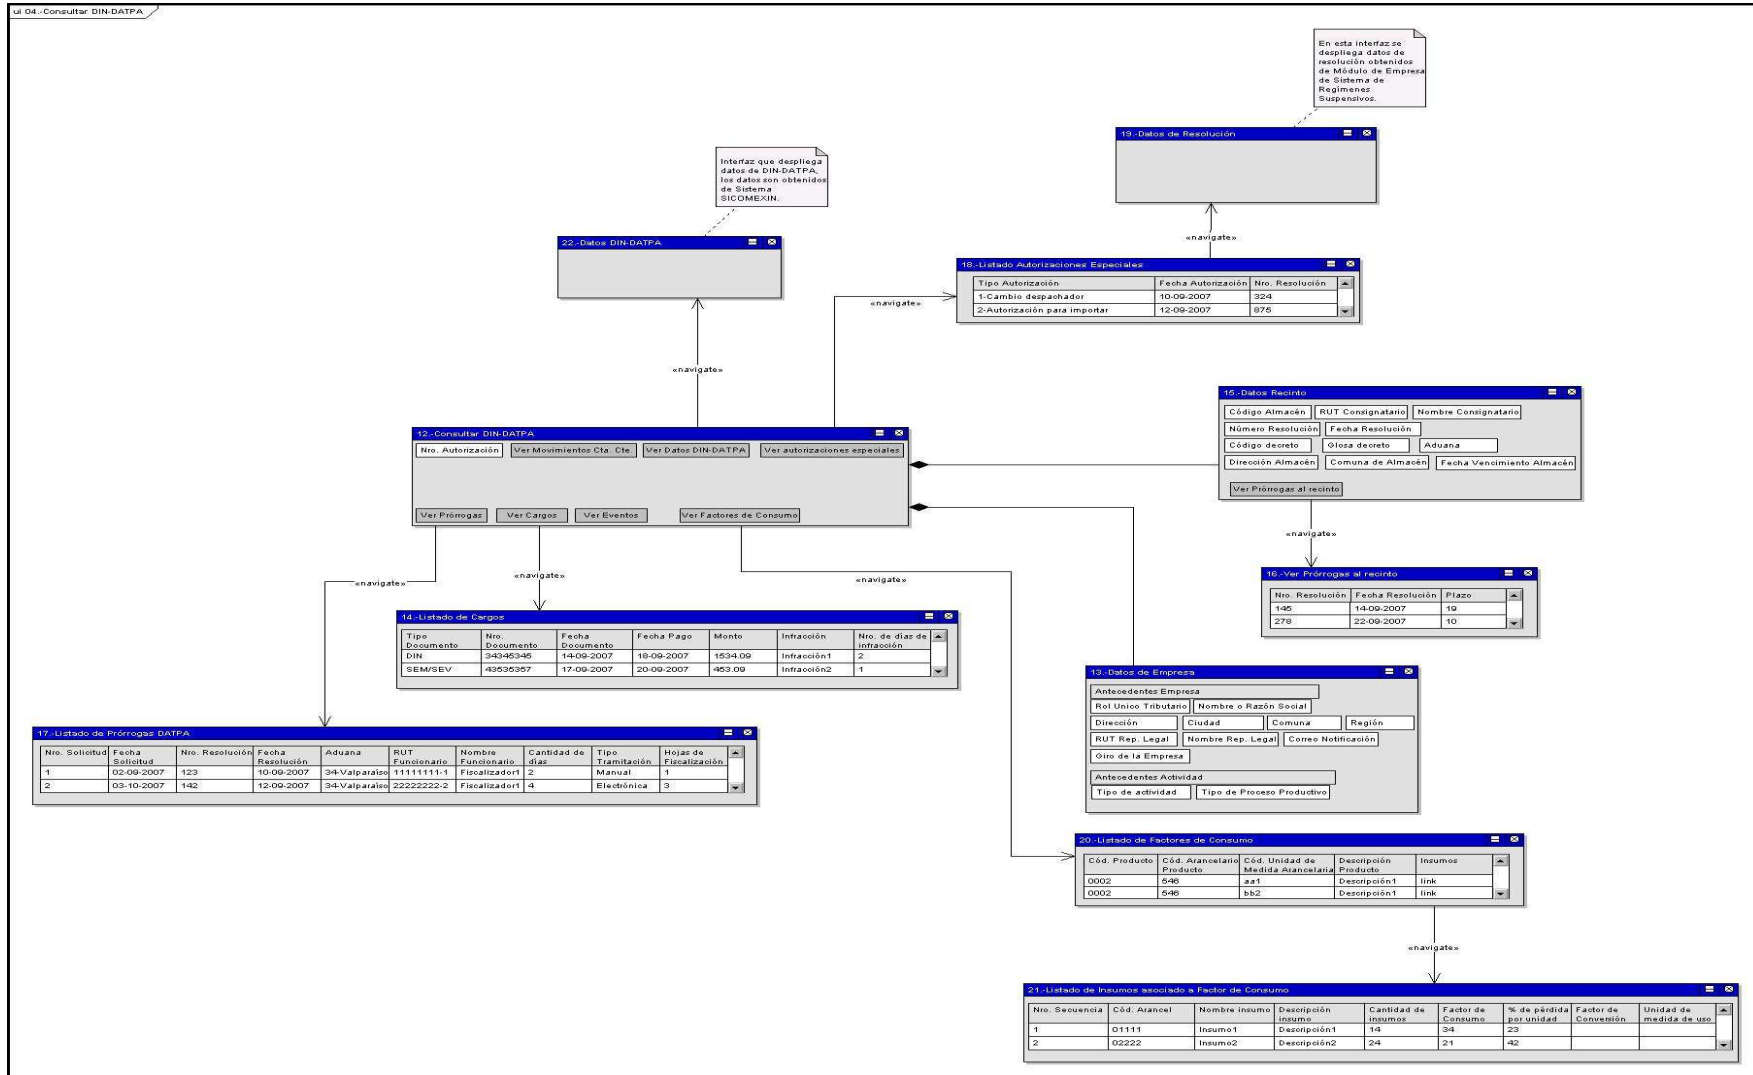 ui 04.-Consultar DIN-DATPA
En esta interfaz se
despliega datos de
resolución obtenidos
de Módulo de Empresa
de Sistema de
Regímenes
Suspensivos.
19.-Datos de Resolución
Interfaz que despliega
datos de DIN-DATPA,
los datos son obtenidos
de Sistema
SICOMEXIN.
22.-Datos DIN-DATPA
«navigate»
18.-Listado Autorizaciones Especiales
Tipo Autorización Fecha Autorización Nro. Resolución
1-Cambio despachador 10-09-2007 324
2-Autorización para importar 12-09-2007 875
«navigate»
«navigate»
15.-Datos Recinto
Código Almacén RUT Consignatario Nombre Consignatario
Número Resolución Fecha Resolución
Código decreto Glosa decreto Aduana
Dirección Almacén Comuna de Almacén Fecha Vencimiento Almacén
Ver Prórrogas al recinto
12.-Consultar DIN-DATPA
Nro. Autorización Ver Movimientos Cta. Cte. Ver Datos DIN-DATPA Ver autorizaciones especiales
Ver Prórrogas Ver Cargos Ver Eventos Ver Factores de Consumo
«navigate»
«navigate»
«navigate»
«navigate»
16.-Ver Prórrogas al recinto
Nro. Resolución Fecha Resolución Plazo
145 14-09-2007 19
278 22-09-2007 10
14.-Listado de Cargos
Tipo Documento Nro. Documento Fecha Documento Fecha Pago Monto Infracción Nro. de días de infracción
DIN 34345345 14-09-2007 18-09-2007 1534.09 Infracción1 2
SEM/SEV 43535357 17-09-2007 20-09-2007 453.09 Infracción2 1
13.-Datos de Empresa
Antecedentes Empresa
Rol Unico Tributario Nombre o Razón Social
Dirección Ciudad Comuna Región
RUT Rep. Legal Nombre Rep. Legal Correo Notificación
Giro de la Empresa
Antecedentes Actividad
Tipo de actividad Tipo de Proceso Productivo
17.-Listado de Prórrogas DATPA
Nro. Solicitud Fecha Solicitud Nro. Resolución Fecha Resolución Aduana RUT Funcionario Nombre Funcionario Cantidad de días Tipo Tramitación Hojas de Fiscalización
1 02-09-2007 123 10-09-2007 34-Valparaíso 11111111-1 Fiscalizador1 2 Manual 1
2 03-10-2007 142 12-09-2007 34-Valparaíso 22222222-2 Fiscalizador1 4 Electrónica 3
20.-Listado de Factores de Consumo
Cód. Producto Cód. Arancelario Producto Cód. Unidad de Medida Arancelaria Descripción Producto Insumos
0002 546 aa1 Descripción1 link
0002 546 bb2 Descripción1 link
«navigate»
21.-Listado de Insumos asociado a Factor de Consumo
Nro. Secuencia Cód. Arancel Nombre insumo Descripción insumo Cantidad de insumos Factor de Consumo % de pérdida por unidad Factor de Conversión Unidad de medida de uso
1 01111 Insumo1 Descripción1 14 34 23
2 02222 Insumo2 Descripción2 24 21 42